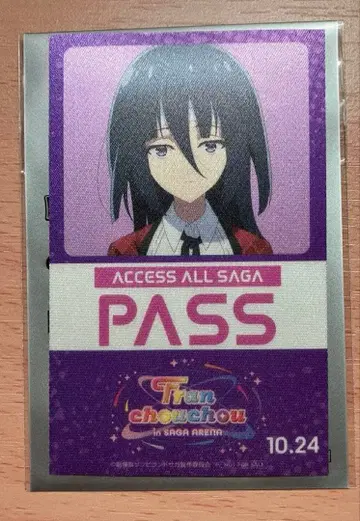 ACCESS ALL SAGA
PASS
Fran
chouchou
in SAGA ARENA
10.24